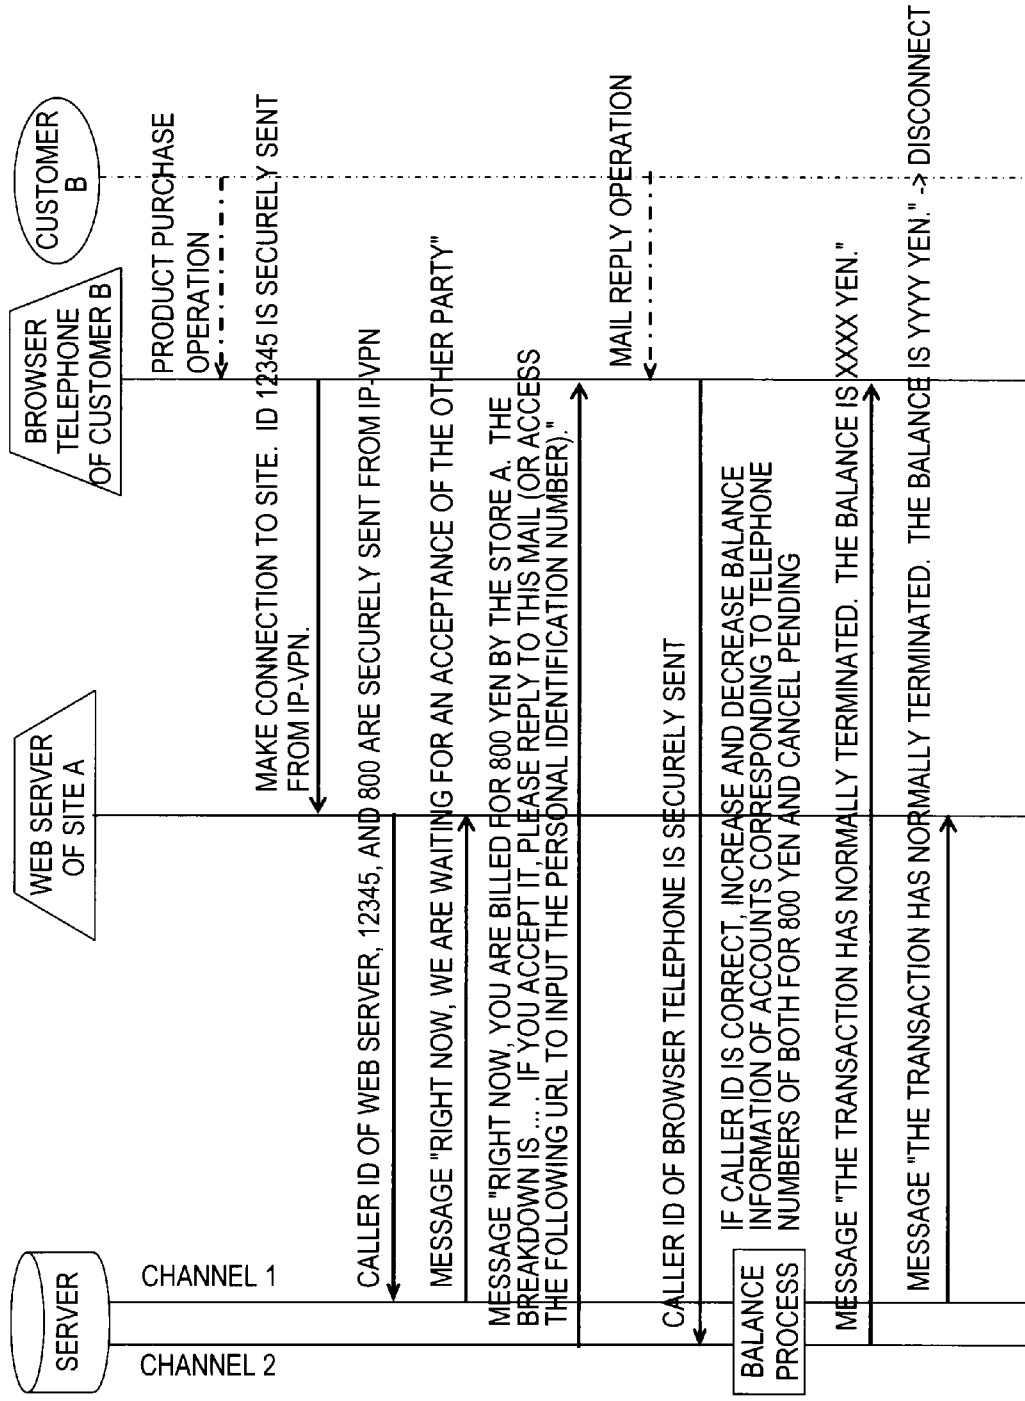 SERVER
WEB SERVER
OF SITE A
BROWSER
TELEPHONE
OF CUSTOMER B
CUSTOMER
B
CHANNEL 2
CHANNEL 1
PRODUCT PURCHASE
OPERATION
MAKE CONNECTION TO SITE. ID 12345 IS SECURELY SENT
FROM IP-VPN.
CALLER ID OF WEB SERVER, 12345, AND 800 ARE SECURELY SENT FROM IP-VPN
MESSAGE "RIGHT NOW, WE ARE WAITING FOR AN ACCEPTANCE OF THE OTHER PARTY"
MESSAGE "RIGHT NOW, YOU ARE BILLED FOR 800 YEN BY THE STORE A. THE
BREAKDOWN IS .... IF YOU ACCEPT IT, PLEASE REPLY TO THIS MAIL (OR ACCESS
THE FOLLOWING URL TO INPUT THE PERSONAL IDENTIFICATION NUMBER)."
MAIL REPLY OPERATION
CALLER ID OF BROWSER TELEPHONE IS SECURELY SENT
BALANCE
PROCESS
IF CALLER ID IS CORRECT, INCREASE AND DECREASE BALANCE
INFORMATION OF ACCOUNTS CORRESPONDING TO TELEPHONE
NUMBERS OF BOTH FOR 800 YEN AND CANCEL PENDING
MESSAGE "THE TRANSACTION HAS NORMALLY TERMINATED. THE BALANCE IS XXXX YEN."
MESSAGE "THE TRANSACTION HAS NORMALLY TERMINATED. THE BALANCE IS YYYY YEN." -> DISCONNECT